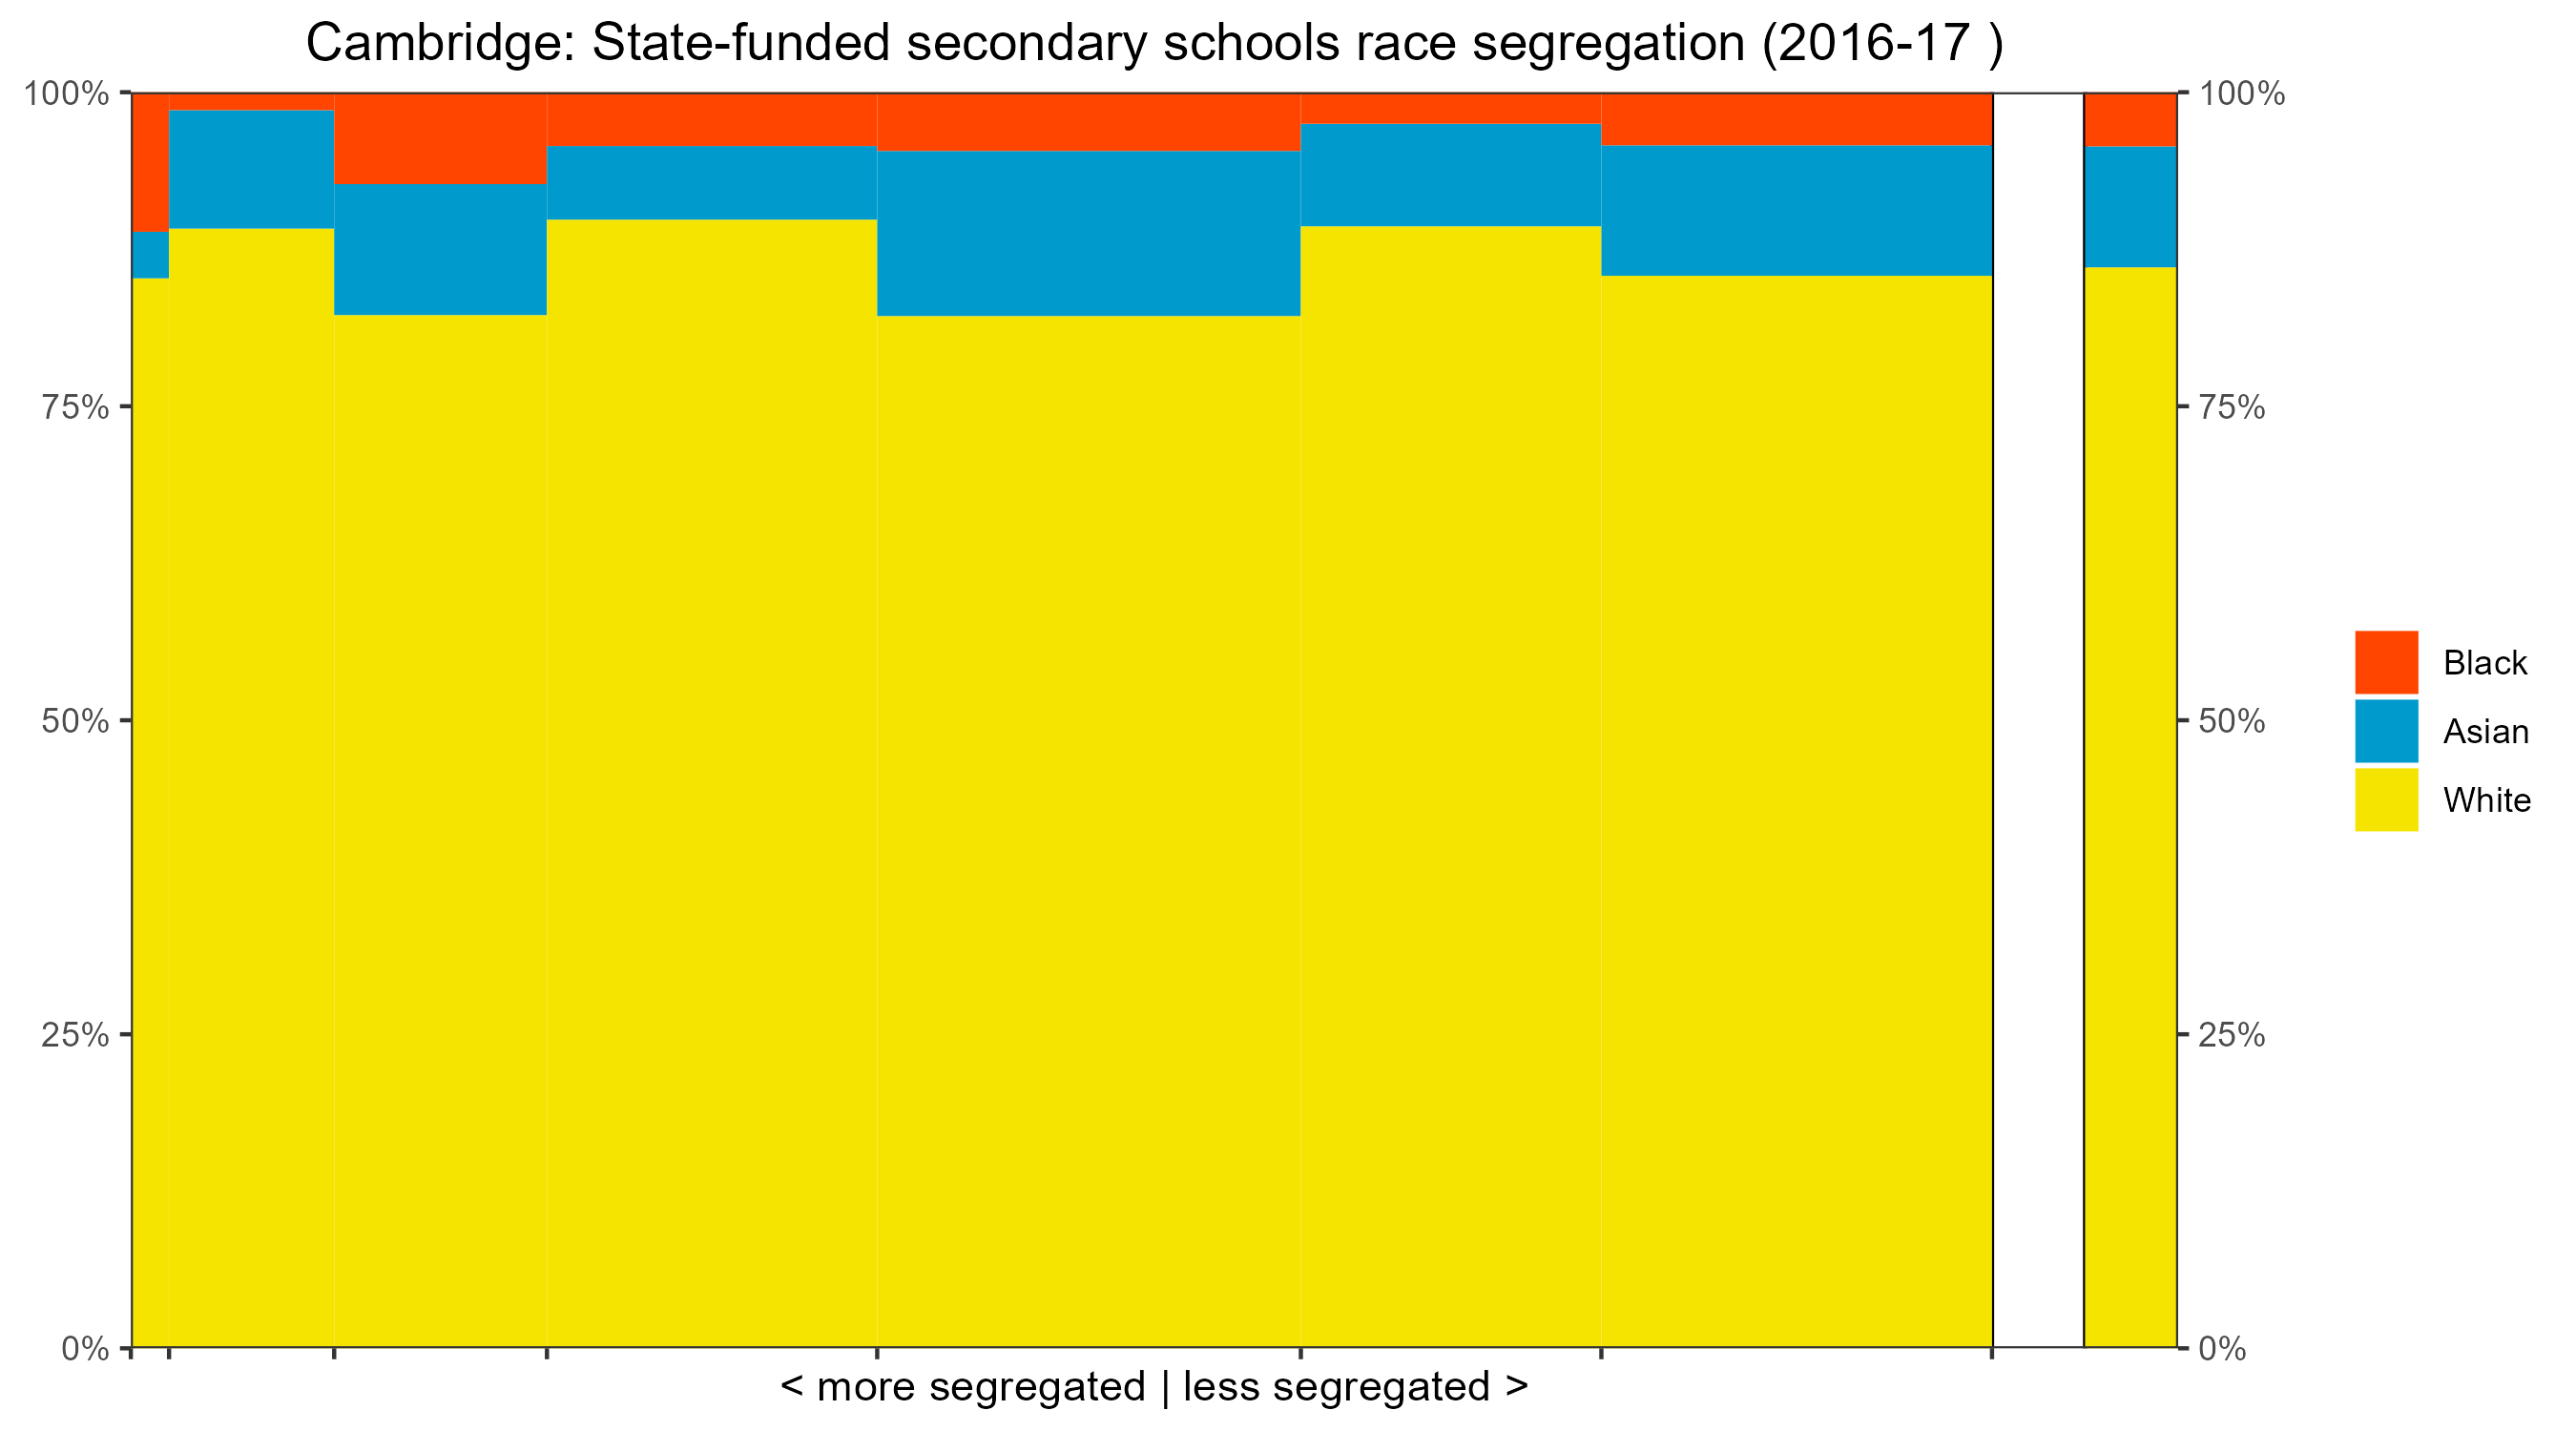 Cambridge: State-funded secondary schools race segregation (2016-17 )
100%
75%
50%
25%
0%
100%
75%
50%
25%
0%
Black
Asian
White
< more segregated | less segregated >